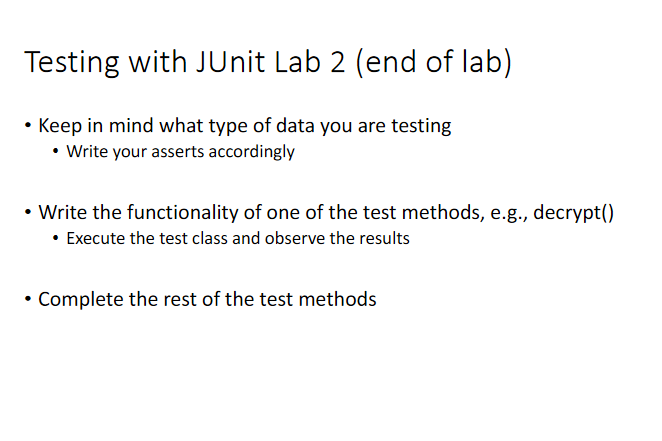 Testing with JUnit Lab 2 (end of lab)
• Keep in mind what type of data you are testing
• Write your asserts accordingly
• Write the functionality of one of the test methods, e.g., decrypt()
• Execute the test class and observe the results
• Complete the rest of the test methods